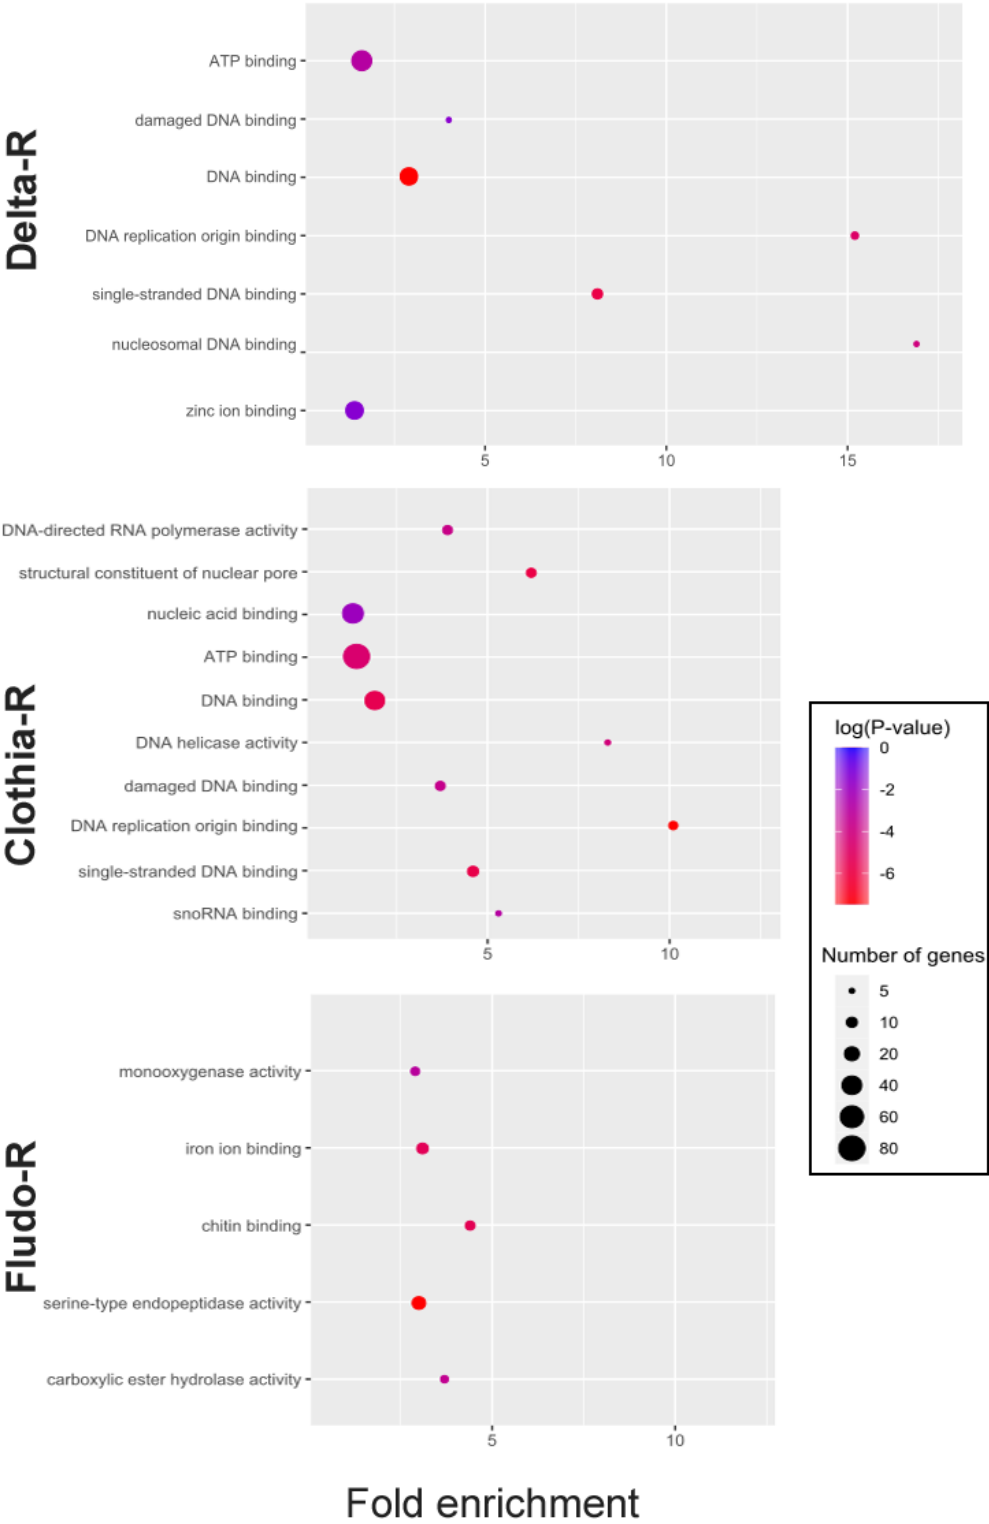 Delta-R
ATP binding
damaged DNA binding
DNA binding
DNA replication origin binding
single-stranded DNA binding
nucleosomal DNA binding
zinc ion binding
5 10 15
Clothia-R
DNA-directed RNA polymerase activity
structural constituent of nuclear pore
nucleic acid binding
ATP binding
DNA binding
DNA helicase activity
damaged DNA binding
DNA replication origin binding
single-stranded DNA binding
snoRNA binding
5 10
log(P-value)
0
-2
-4
-6
Number of genes
5
10
20
40
60
80
Fludo-R
monooxygenase activity
iron ion binding
chitin binding
serine-type endopeptidase activity
carboxylic ester hydrolase activity
5 10
Fold enrichment